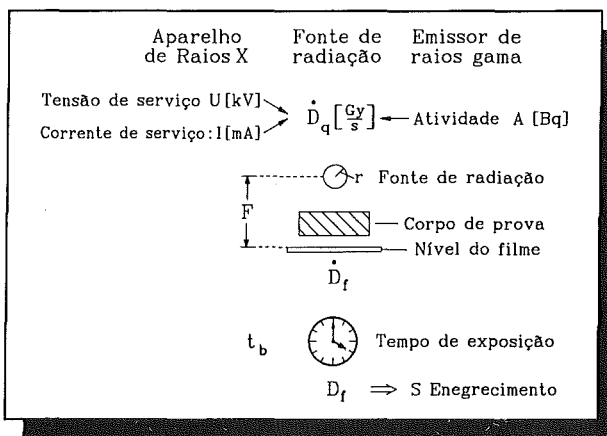 Aparelho de Raios X
Fonte de radiação
Emissor de raios gama
Tensão de serviço U[kV]
Corrente de serviço: I[mA]
Ḋq [Gy/s]
Atividade A [Bq]
r Fonte de radiação
F
Corpo de prova
Nível do filme
Ḋf
tb
Tempo de exposição
Df ⇒ S Enegrecimento